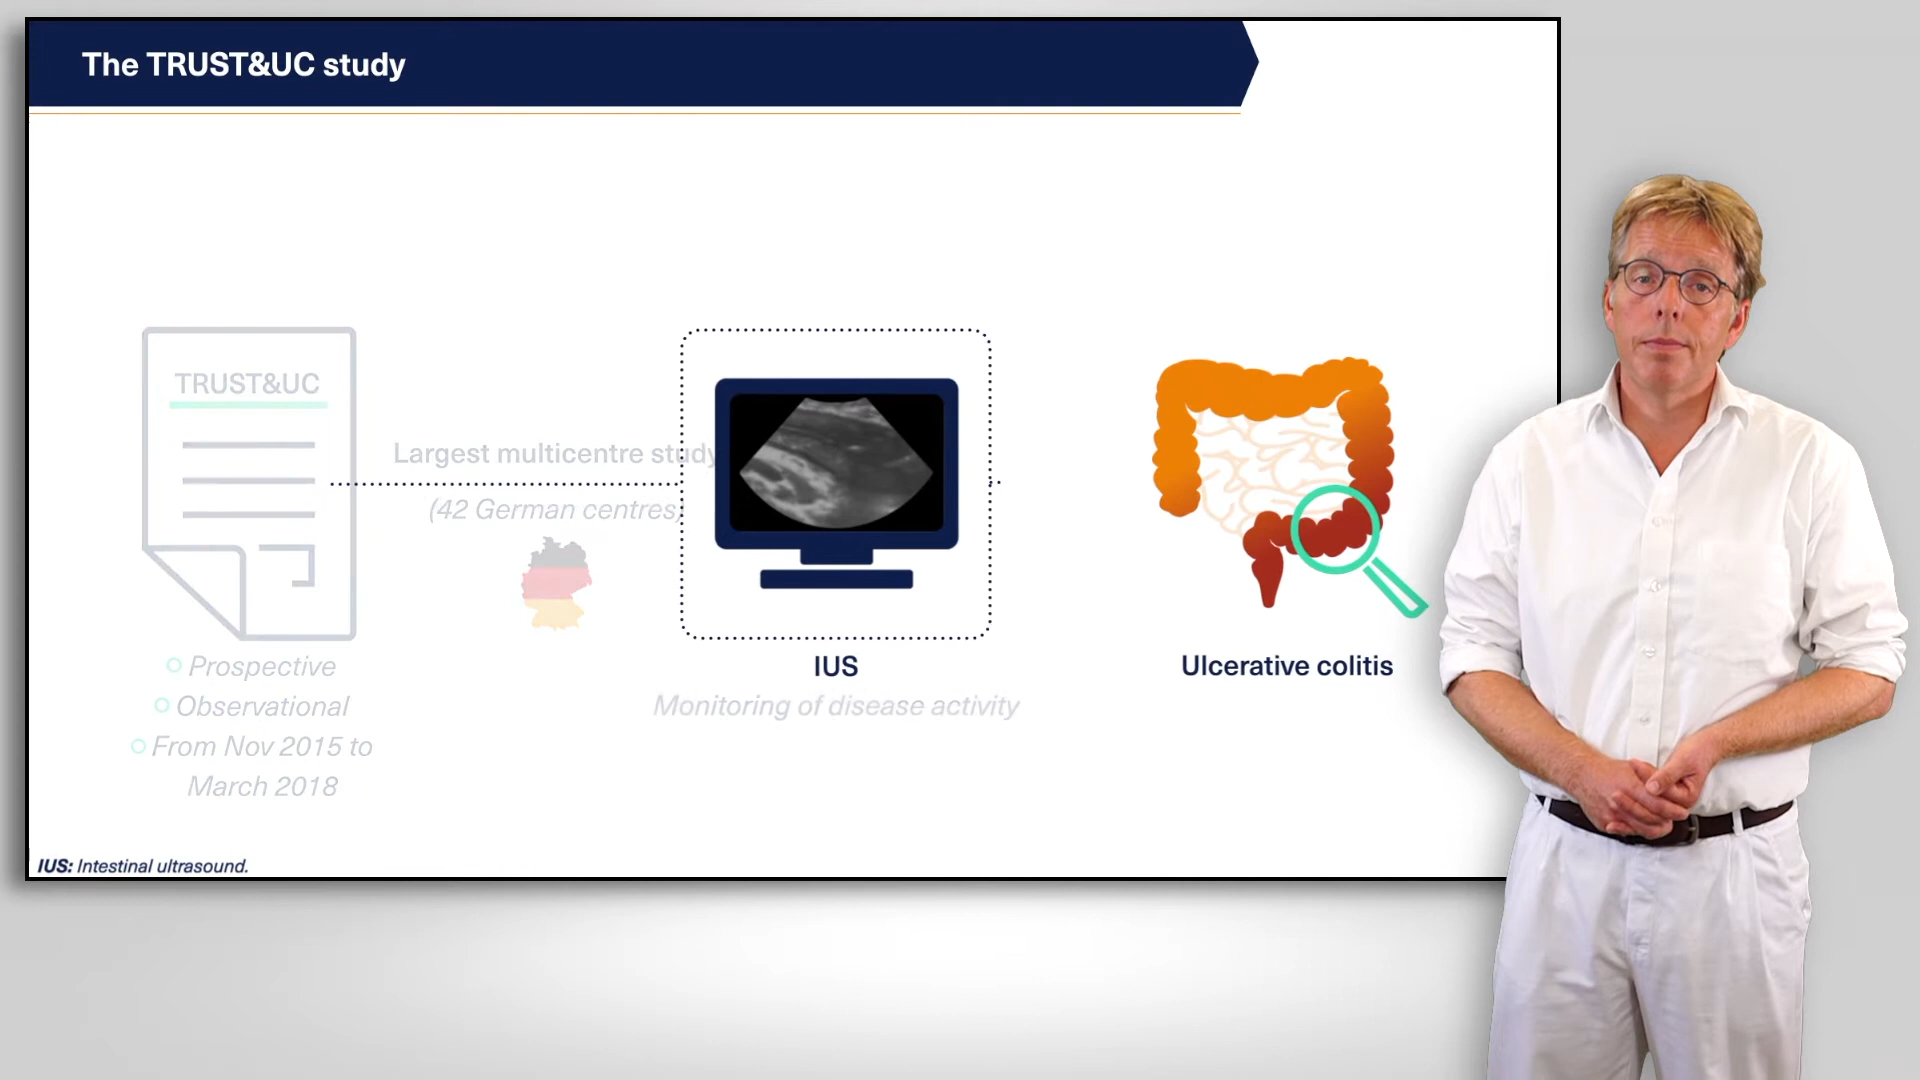 The TRUST&UC study
TRUST&UC
Largest multicentre study
(42 German centres)
Prospective
Observational
From Nov 2015 to
March 2018
IUS
Monitoring of disease activity
Ulcerative colitis
IUS: Intestinal ultrasound.